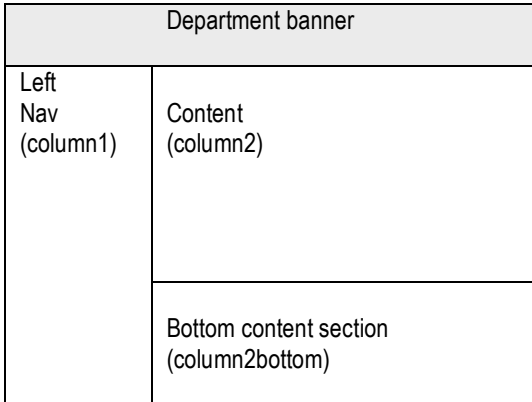 Department banner
Left
Nav
(column1)
Content
(column2)
Bottom content section
(column2bottom)